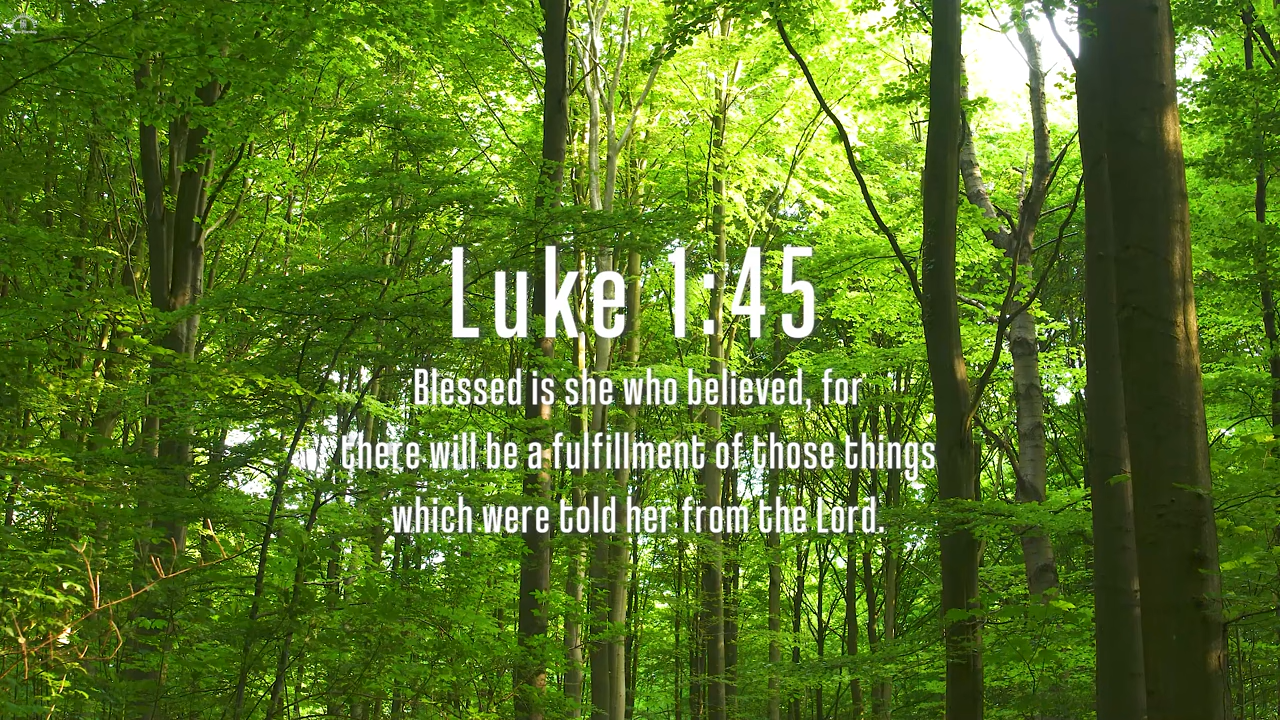 Luke 1:45
Blessed is she who believed, for
there will be a fulfillment of those things
which were told her from the Lord.